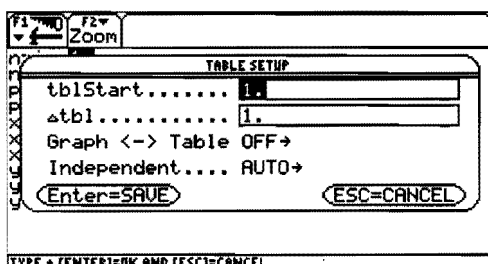 F1 F2
Zoom
TABLE SETUP
tblStart....... 1.
△tbl........... 1.
Graph <-> Table OFF→
Independent.... AUTO→
Enter=SAVE ESC=CANCEL
TYPE + [ENTER]=OK AND [ESC]=CANCEL